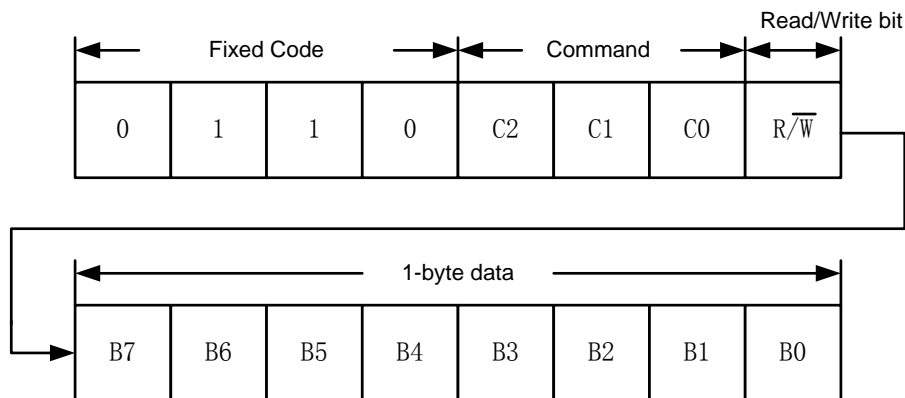 Read/Write bit
Fixed Code Command
0 1 1 0 C2 C1 C0 R/W̅
1-byte data
B7 B6 B5 B4 B3 B2 B1 B0